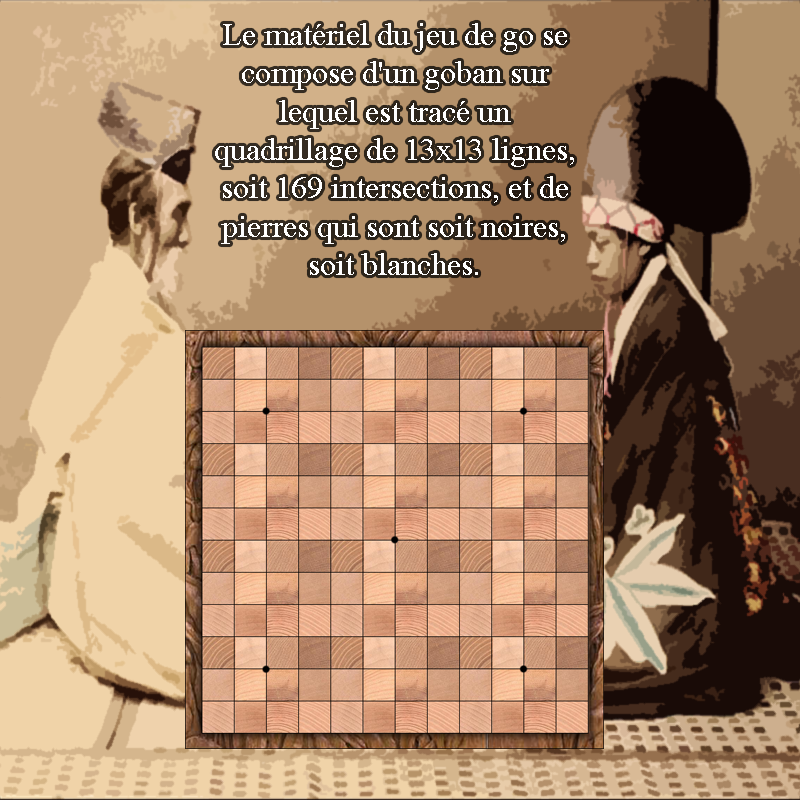 Le matériel du jeu de go se
compose d'un goban sur
lequel est tracé un
quadrillage de 13x13 lignes,
soit 169 intersections, et de
pierres qui sont soit noires,
soit blanches.